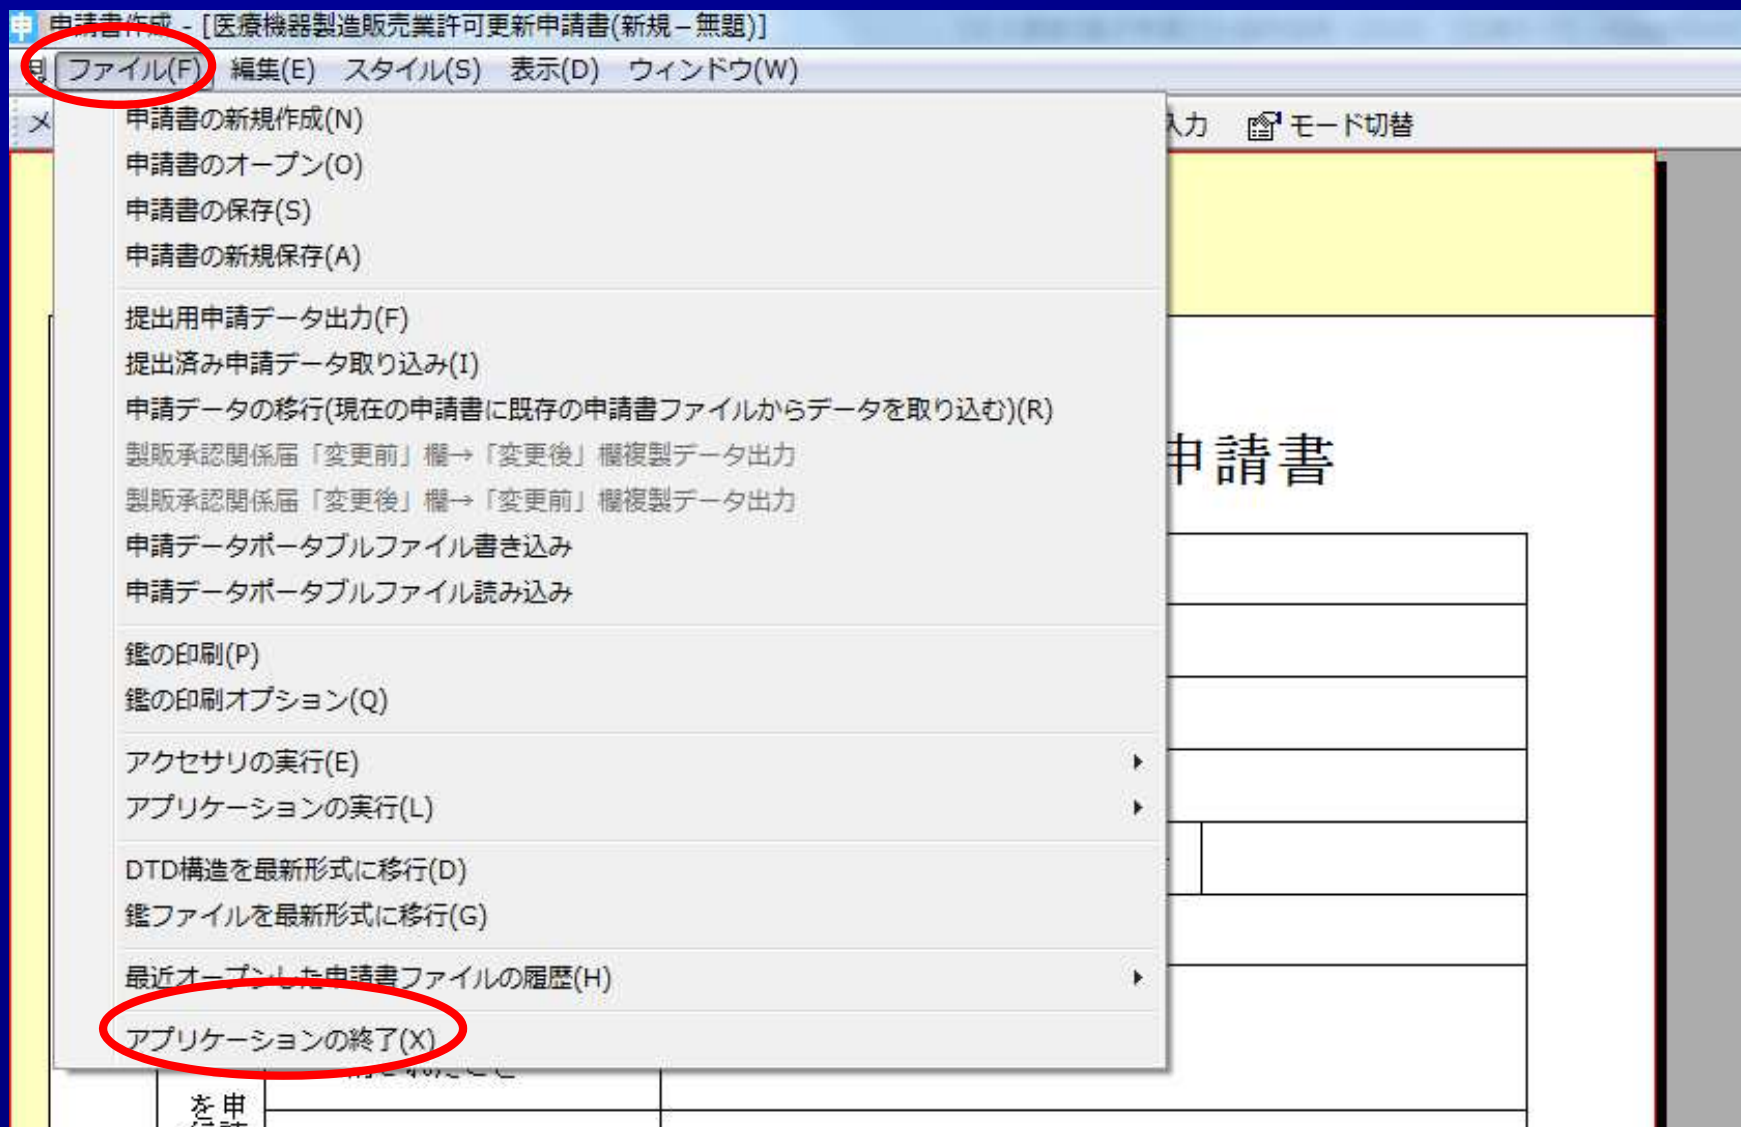 申 申請書作成 - [医療機器製造販売業許可更新申請書(新規－無題)]
ファイル(F) 編集(E) スタイル(S) 表示(D) ウィンドウ(W)
メ 入力 モード切替
申請書の新規作成(N)
申請書のオープン(O)
申請書の保存(S)
申請書の新規保存(A)
提出用申請データ出力(F)
提出済み申請データ取り込み(I)
申請データの移行(現在の申請書に既存の申請書ファイルからデータを取り込む)(R)
製販承認関係届「変更前」欄→「変更後」欄複製データ出力
製販承認関係届「変更後」欄→「変更前」欄複製データ出力
申請データポータブルファイル書き込み
申請データポータブルファイル読み込み
鑑の印刷(P)
鑑の印刷オプション(Q)
アクセサリの実行(E)
アプリケーションの実行(L)
DTD構造を最新形式に移行(D)
鑑ファイルを最新形式に移行(G)
最近オープンした申請書ファイルの履歴(H)
アプリケーションの終了(X)
申請書
を申